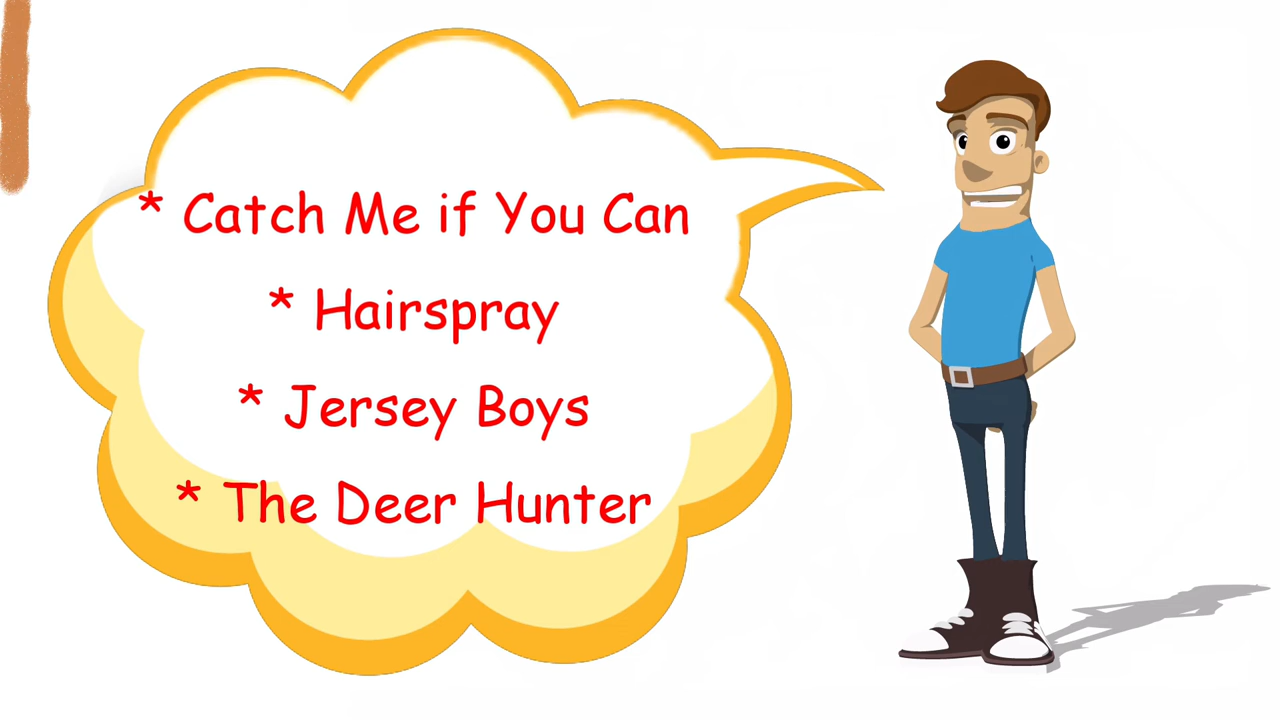 * Catch Me if You Can
* Hairspray
* Jersey Boys
* The Deer Hunter